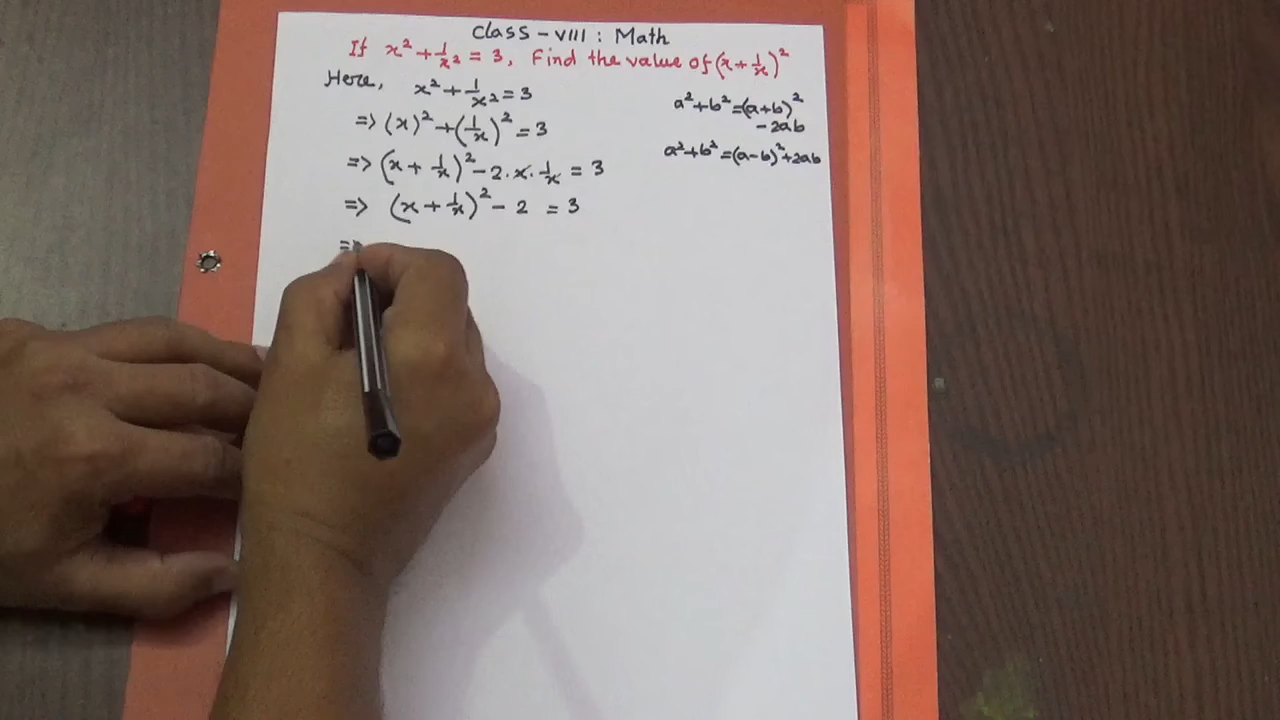 Class - VIII : Math
If x² + 1/x² = 3, Find the value of (x + 1/x)²
Here, x² + 1/x² = 3
=> (x)² + (1/x)² = 3
=> (x + 1/x)² - 2 . x . 1/x = 3
=> (x + 1/x)² - 2 = 3
=>
a² + b² = (a+b)²
- 2ab
a² + b² = (a-b)² + 2ab